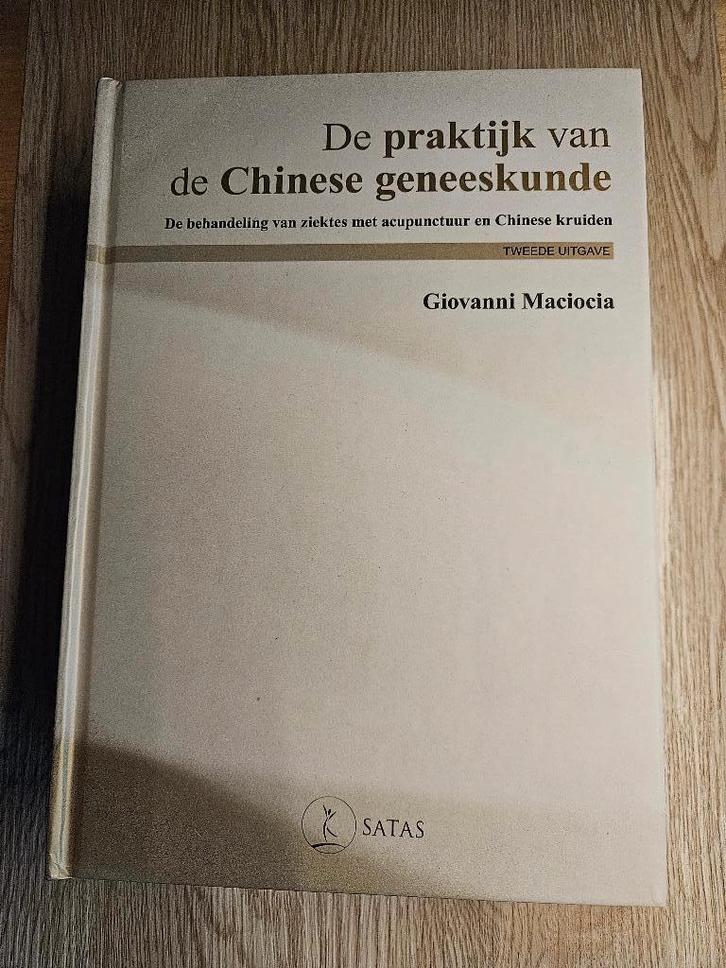 De praktijk van
de Chinese geneeskunde
De behandeling van ziektes met acupunctuur en Chinese kruiden
TWEEDE UITGAVE
Giovanni Maciocia
SATAS